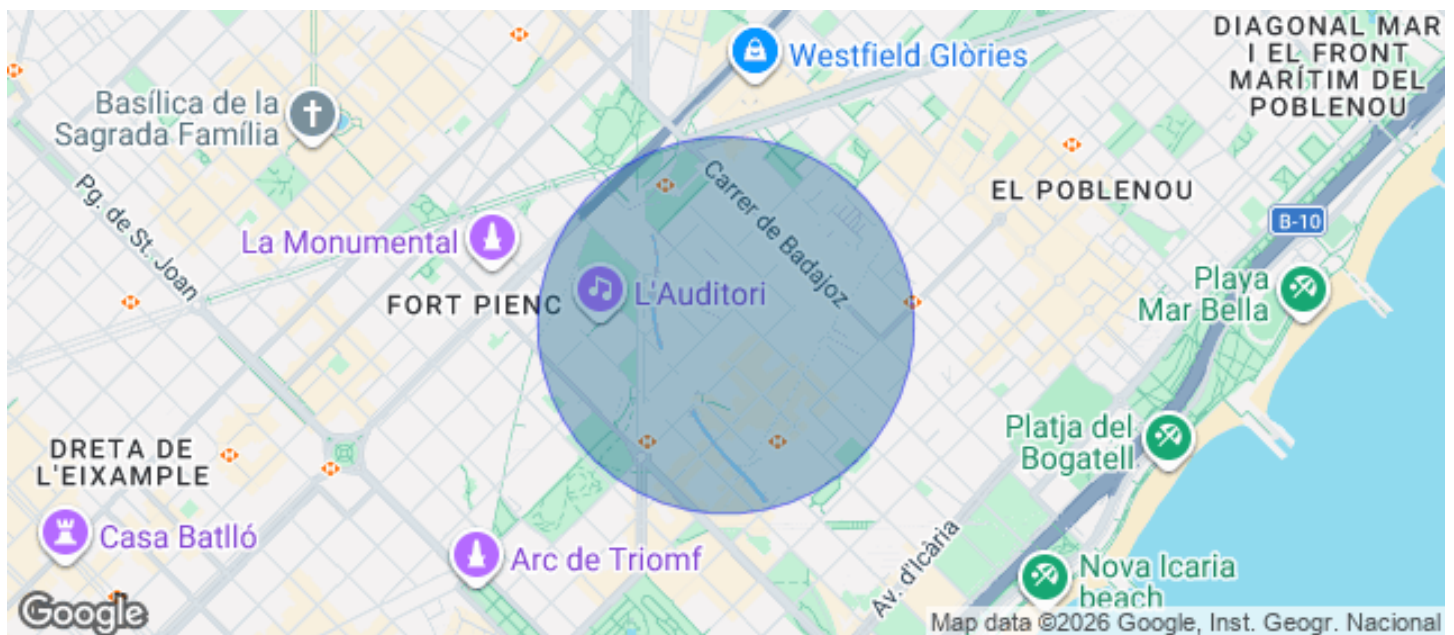 DIAGONAL MAR
I EL FRONT
MARÍTIM DEL
POBLENOU
Westfield Glòries
Basílica de la
Sagrada Família
Carrer de Badajoz
EL POBLENOU
Pg. de St. Joan
B-10
La Monumental
L'Auditori
FORT PIENC
Playa
Mar Bella
DRETA DE
L'EIXAMPLE
Platja del
Bogatell
Casa Batlló
Arc de Triomf
Av. d'Icària
Nova Icaria
beach
Google
Map data ©2026 Google, Inst. Geogr. Nacional